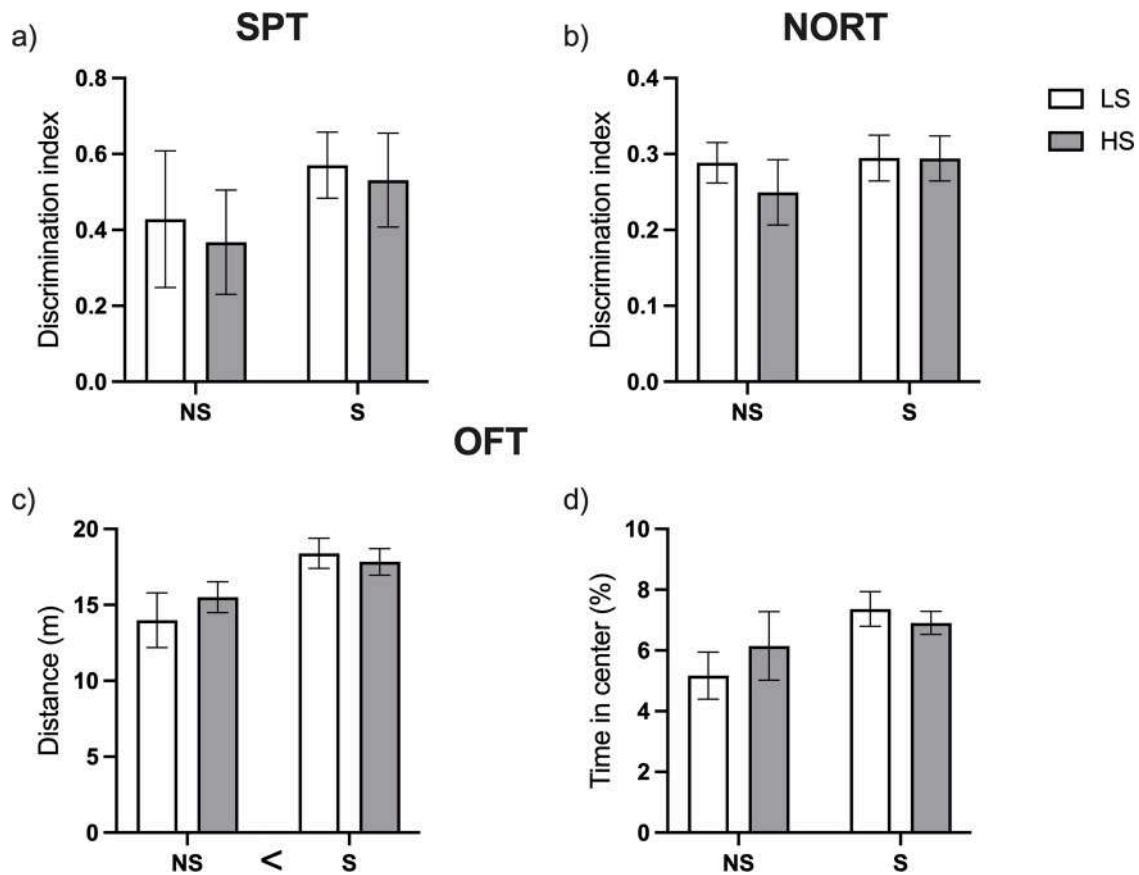 a)
SPT
Discrimination index
0.8
0.6
0.4
0.2
0.0
NS
S
b)
NORT
Discrimination index
0.4
0.3
0.2
0.1
0.0
NS
S
LS
HS
OFT
c)
Distance (m)
20
15
10
5
0
NS < S
d)
Time in center (%)
10
8
6
4
2
0
NS
S